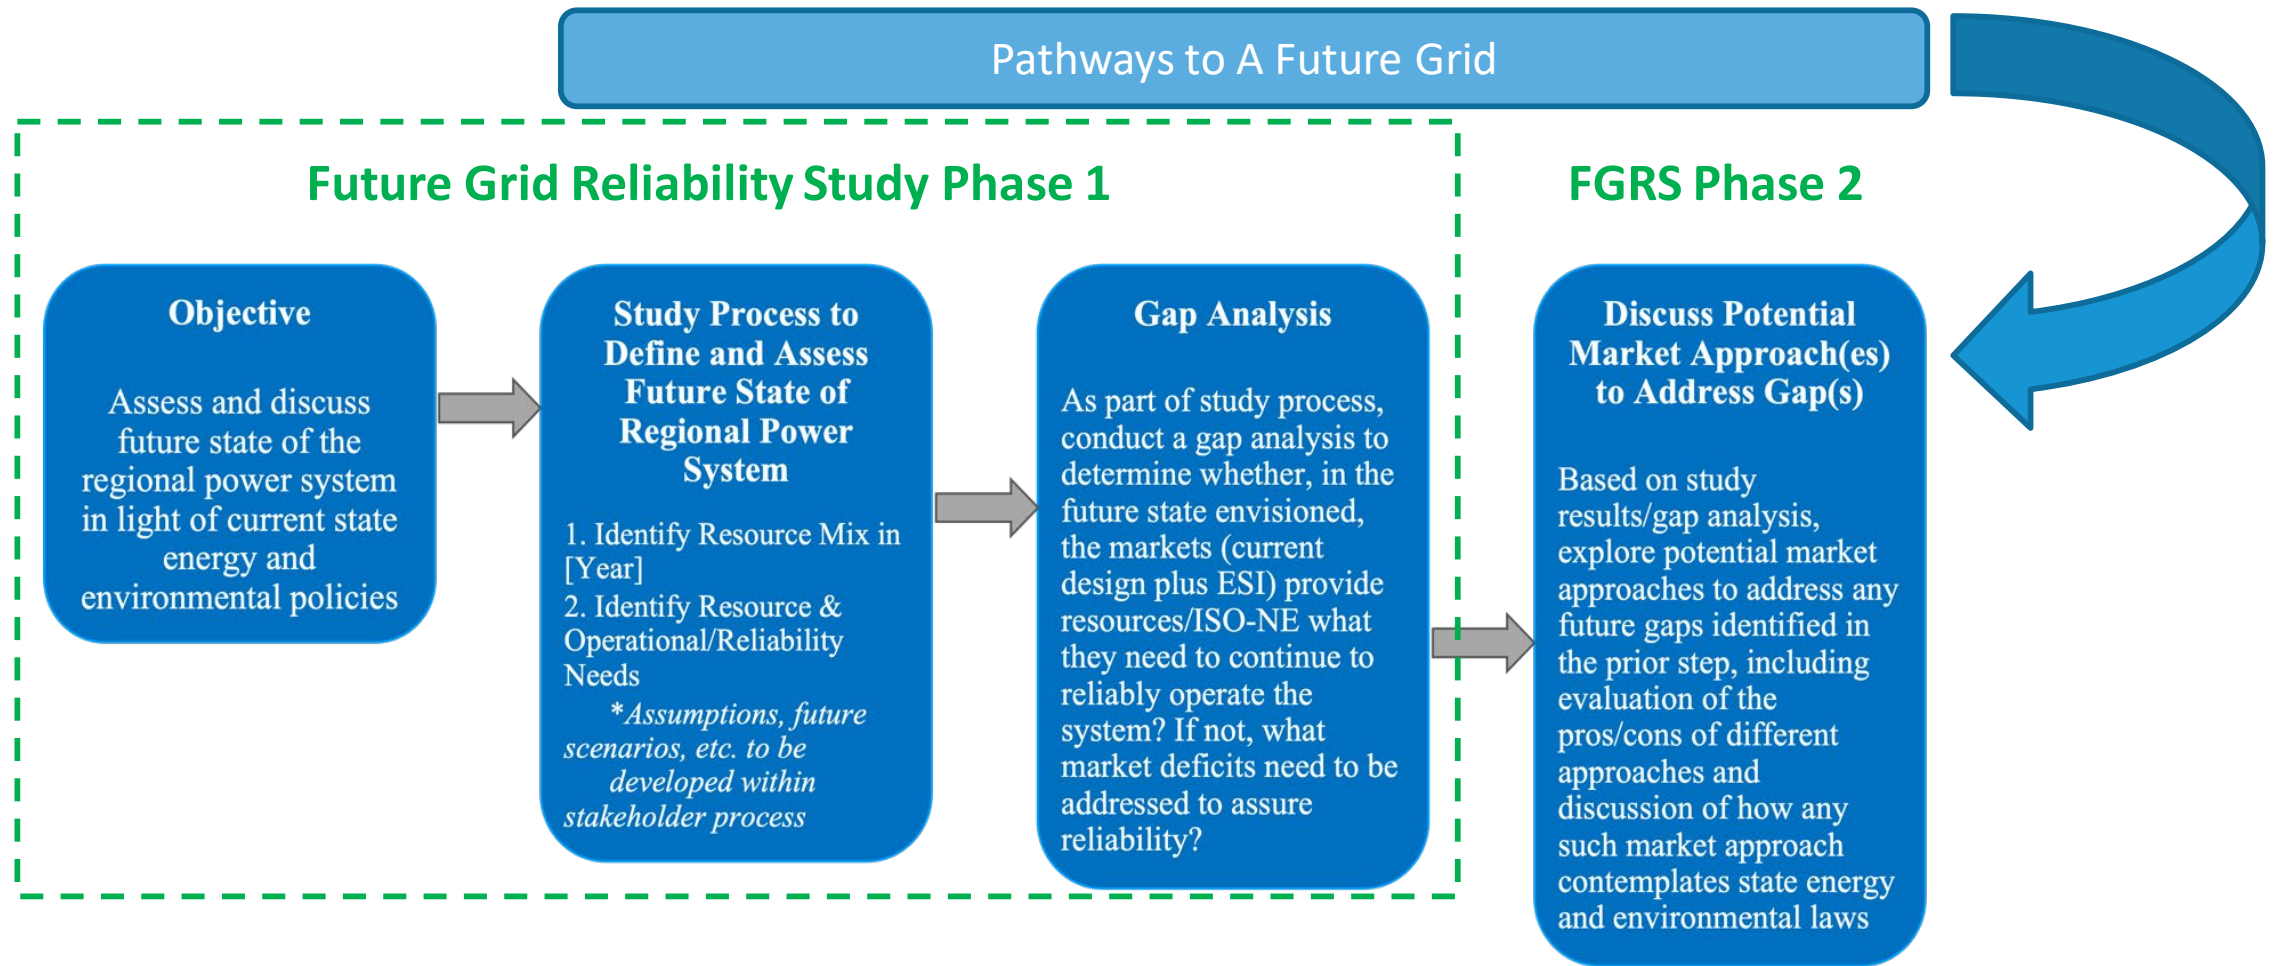 Pathways to A Future Grid
Future Grid Reliability Study Phase 1
FGRS Phase 2
Objective
Assess and discuss
future state of the
regional power system
in light of current state
energy and
environmental policies
Study Process to
Define and Assess
Future State of
Regional Power
System
1. Identify Resource Mix in
[Year]
2. Identify Resource &
Operational/Reliability
Needs
*Assumptions, future
scenarios, etc. to be
developed within
stakeholder process
Gap Analysis
As part of study process,
conduct a gap analysis to
determine whether, in the
future state envisioned,
the markets (current
design plus ESI) provide
resources/ISO-NE what
they need to continue to
reliably operate the
system? If not, what
market deficits need to be
addressed to assure
reliability?
Discuss Potential
Market Approach(es)
to Address Gap(s)
Based on study
results/gap analysis,
explore potential market
approaches to address any
future gaps identified in
the prior step, including
evaluation of the
pros/cons of different
approaches and
discussion of how any
such market approach
contemplates state energy
and environmental laws